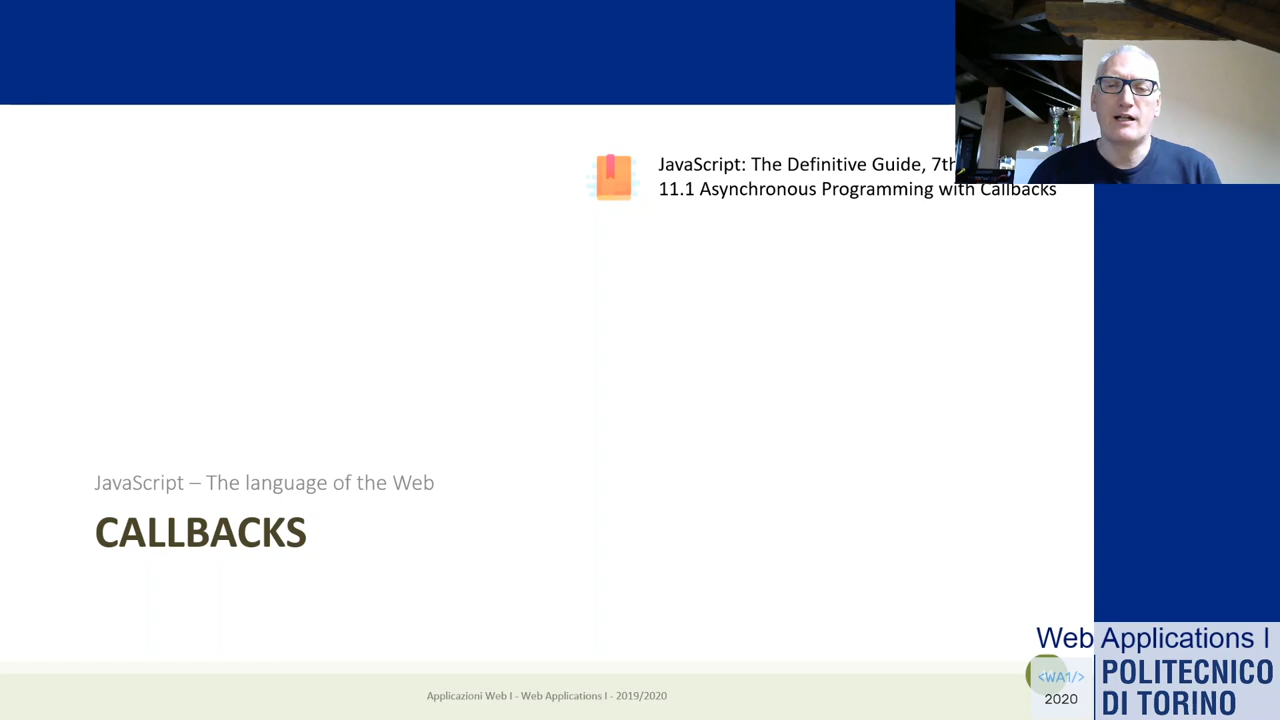 JavaScript: The Definitive Guide, 7th
11.1 Asynchronous Programming with Callbacks
JavaScript – The language of the Web
CALLBACKS
Applicazioni Web I - Web Applications I - 2019/2020
Web Applications I
<WA1/>
2020
POLITECNICO
DI TORINO